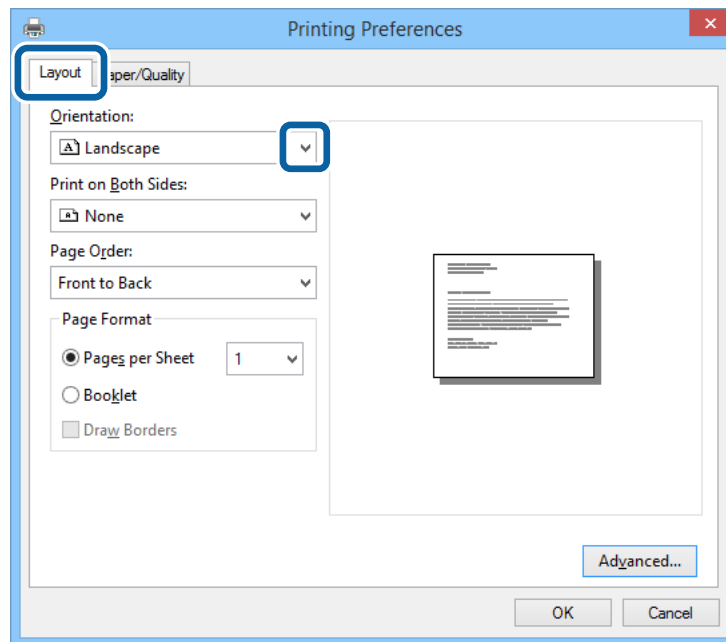 Printing Preferences
Layout
aper/Quality
Orientation:
A Landscape
Print on Both Sides:
None
Page Order:
Front to Back
Page Format
Pages per Sheet 1
Booklet
Draw Borders
Advanced...
OK Cancel